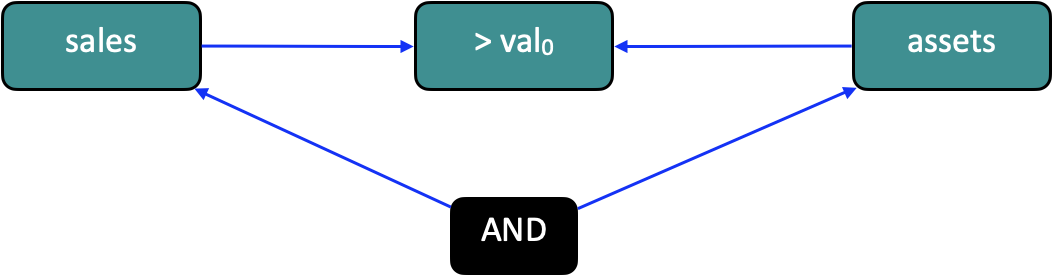 sales
> val₀
assets
AND